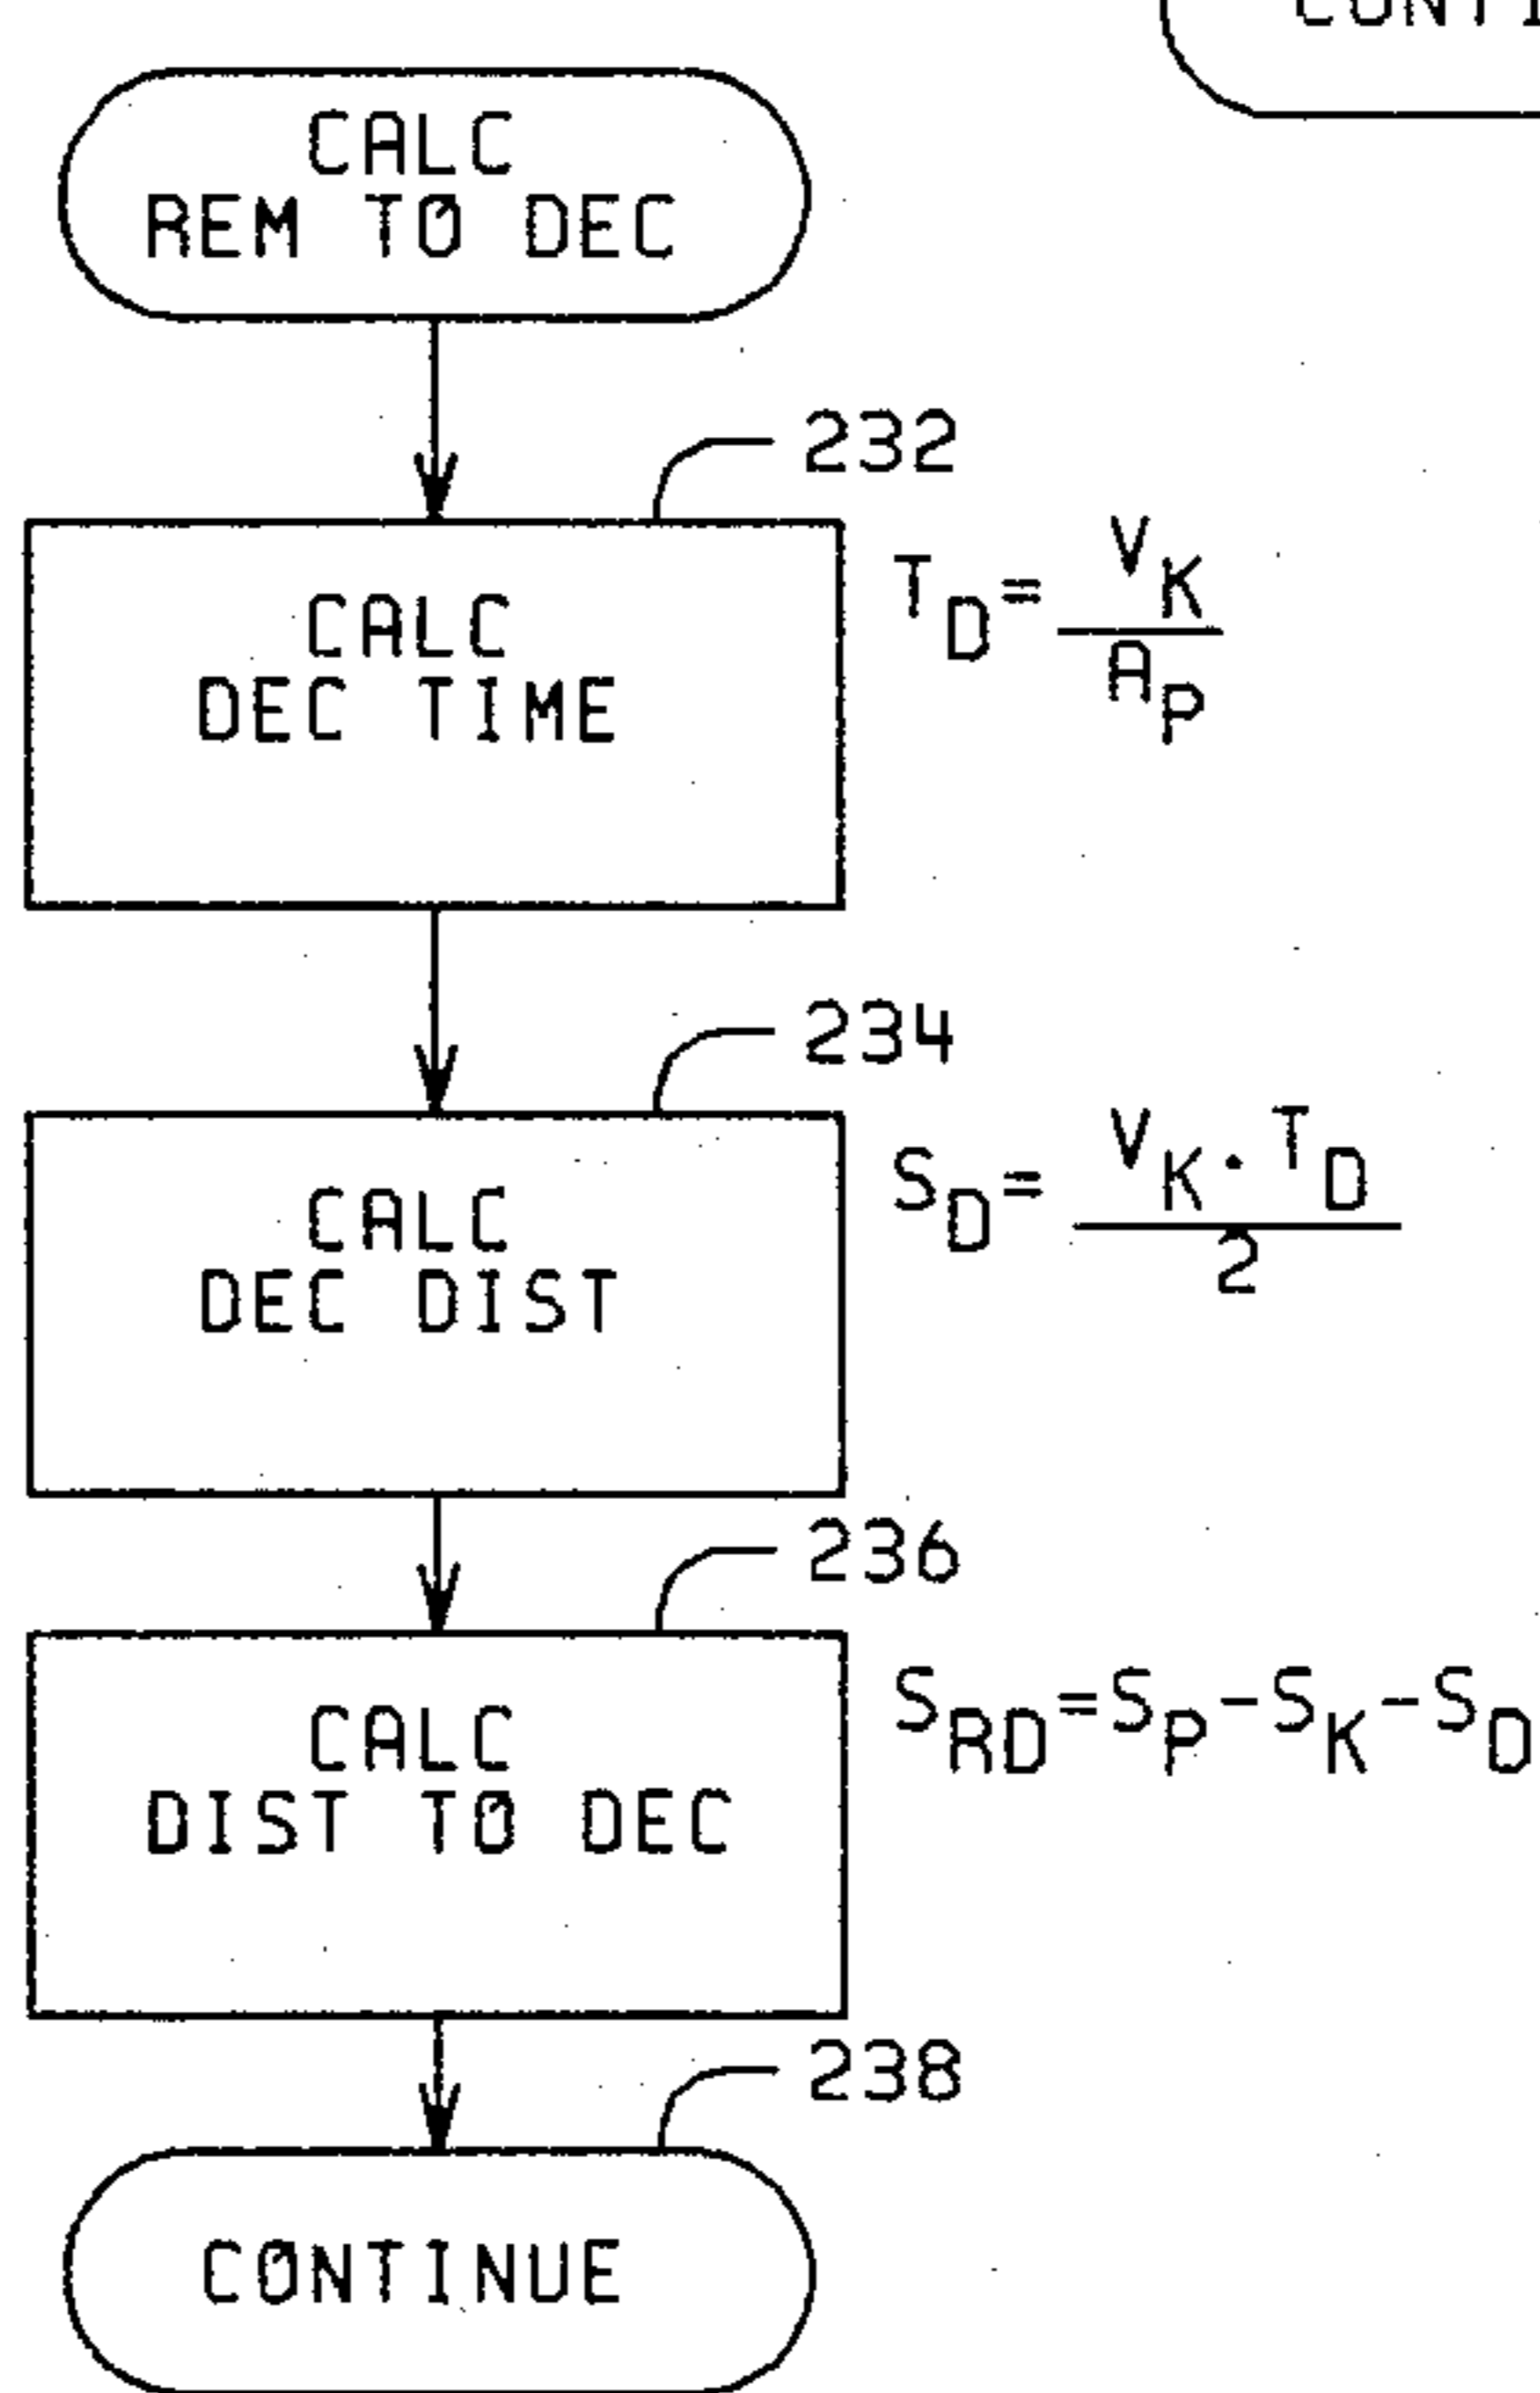 CALC
REM TO DEC
232
CALC
DEC TIME
T_D = V_K / A_P
234
CALC
DEC DIST
S_D = V_K · T_D / 2
236
CALC
DIST TO DEC
S_RD = S_P - S_K - S_D
238
CONTINUE